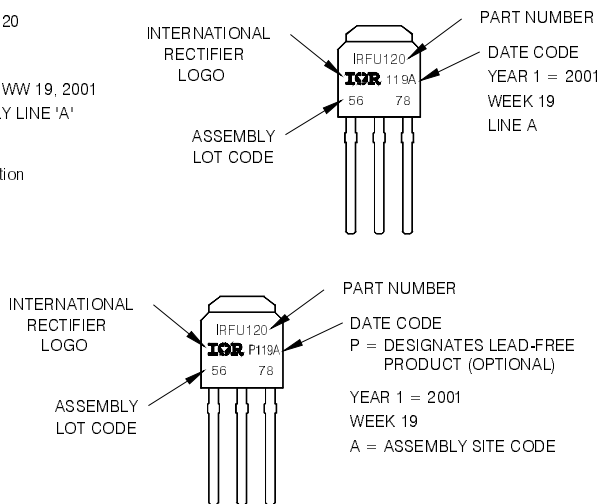 20
WW 19, 2001
Y LINE 'A'
tion
INTERNATIONAL
RECTIFIER
LOGO
ASSEMBLY
LOT CODE
IRFU120
IOR 119A
56 78
PART NUMBER
DATE CODE
YEAR 1 = 2001
WEEK 19
LINE A
INTERNATIONAL
RECTIFIER
LOGO
ASSEMBLY
LOT CODE
IRFU120
IOR P119A
56 78
PART NUMBER
DATE CODE
P = DESIGNATES LEAD-FREE
PRODUCT (OPTIONAL)
YEAR 1 = 2001
WEEK 19
A = ASSEMBLY SITE CODE